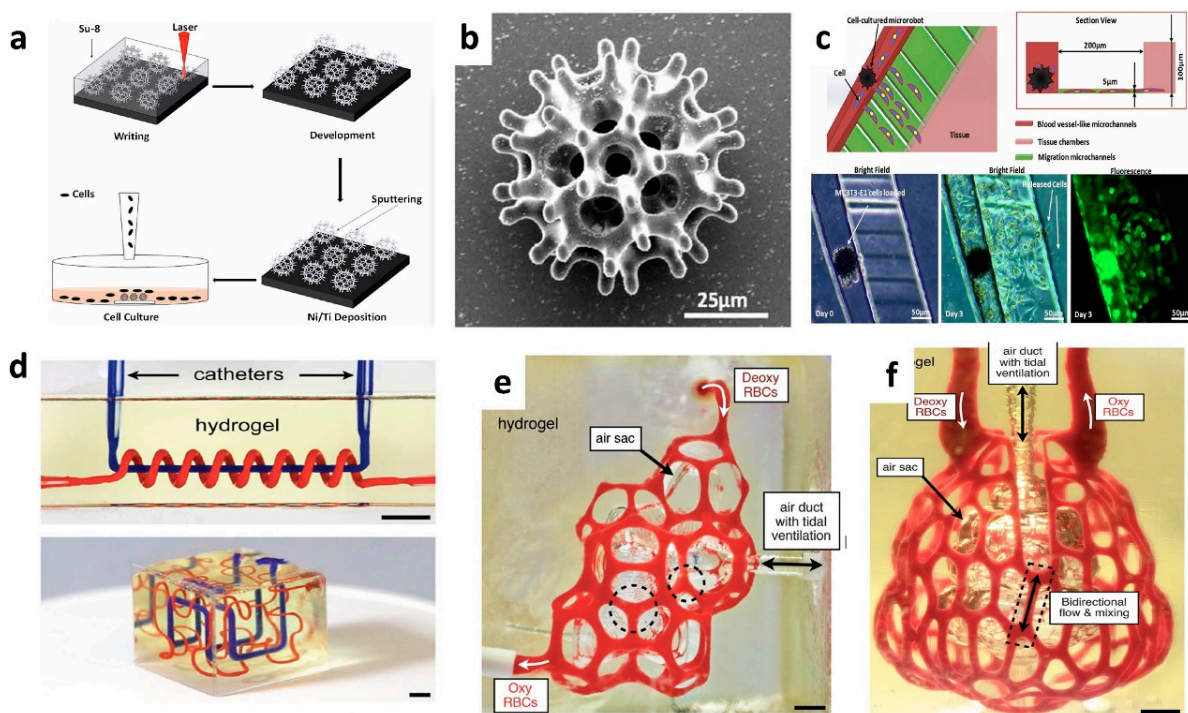 a
Su-8
Laser
Writing
Development
Cells
Sputtering
Cell Culture
Ni/Ti Deposition
b
25µm
c
Cell-cultured microrobot
Cell
Tissue
Section View
200µm
5µm
100µm
Blood vessel-like microchannels
Tissue chambers
Migration microchannels
Bright Field
MC3T3-E1 cells loaded
Day 0
50µm
Bright Field
Released Cells
Day 3
50µm
Fluorescence
Day 3
50µm
d
catheters
hydrogel
e
hydrogel
Deoxy
RBCs
air sac
air duct
with tidal
ventilation
Oxy
RBCs
f
air duct
with tidal
ventilation
Deoxy
RBCs
Oxy
RBCs
air sac
Bidirectional
flow & mixing